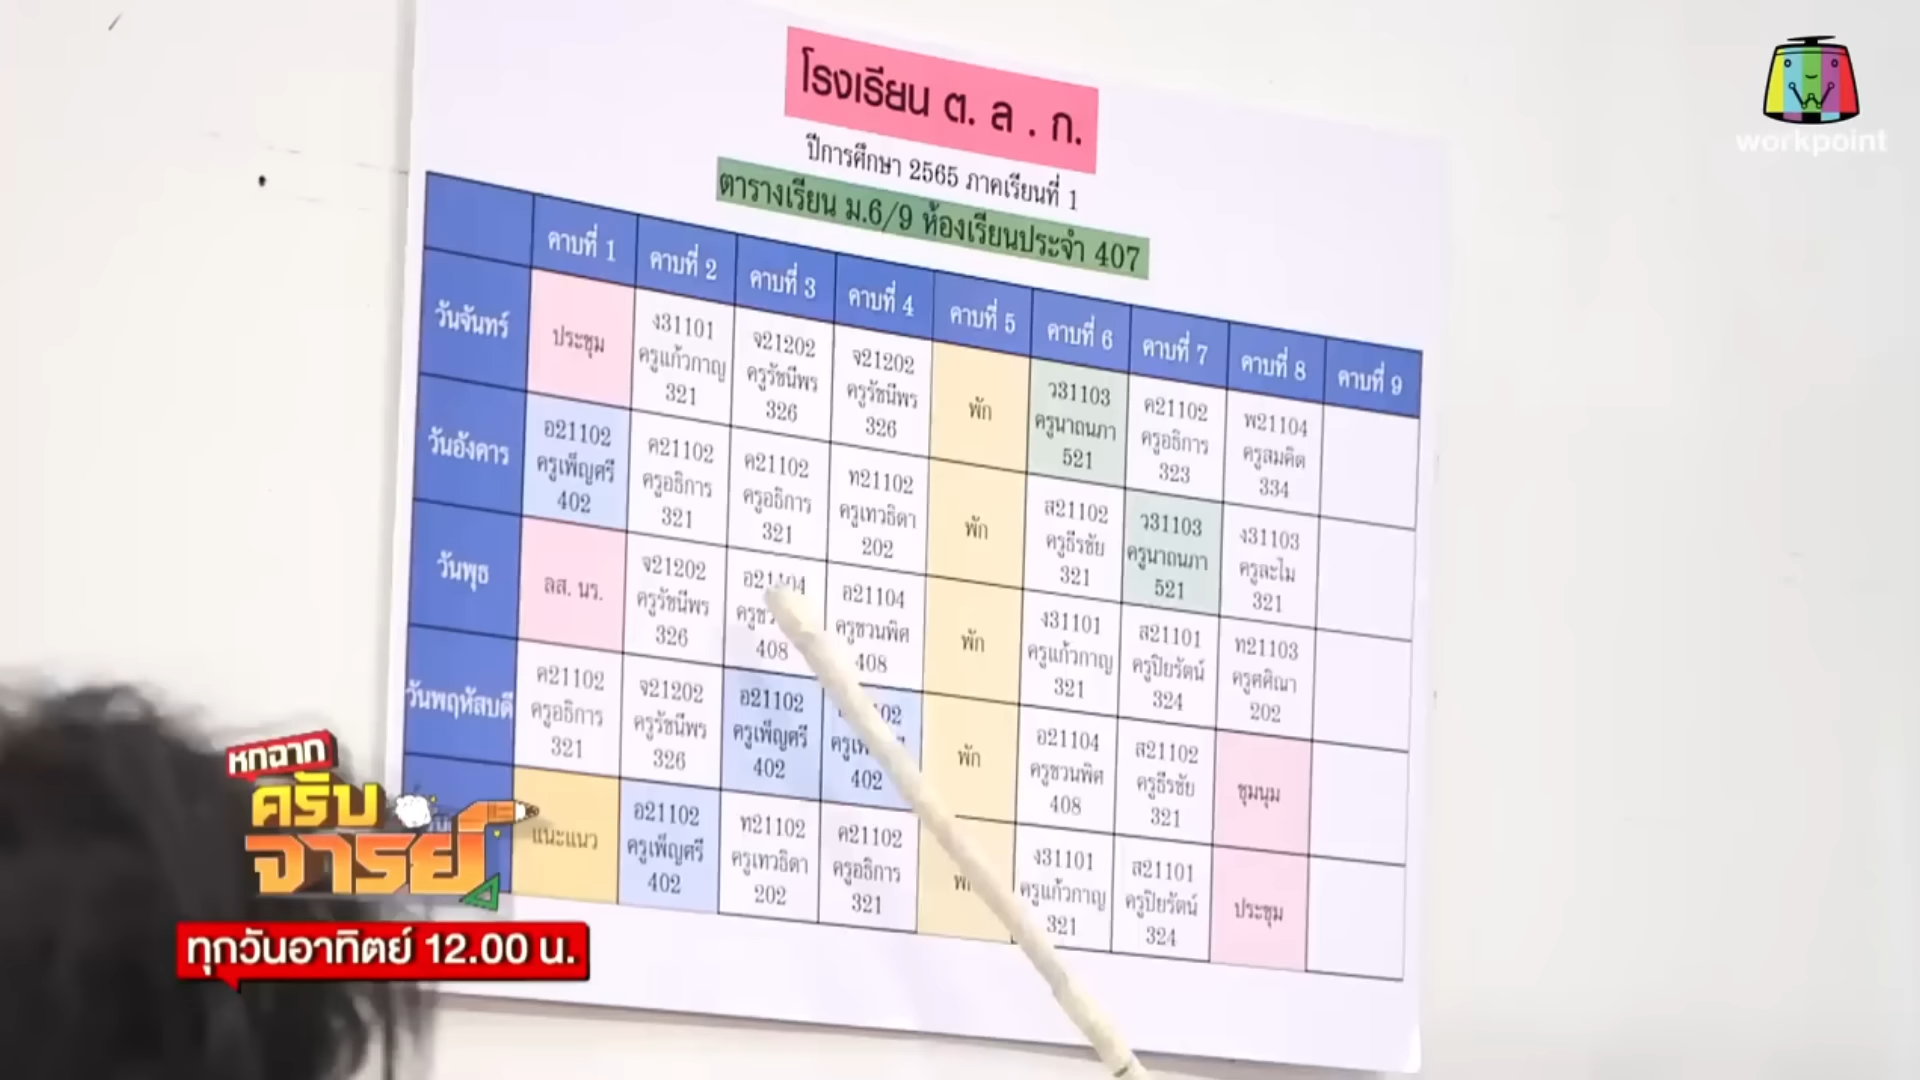 โรงเรียน ต. ล . ก.
workpoint
ปีการศึกษา 2565 ภาคเรียนที่ 1
ตารางเรียน ม.6/9 ห้องเรียนประจำ 407
คาบที่ 1 คาบที่ 2 คาบที่ 3 คาบที่ 4 คาบที่ 5 คาบที่ 6 คาบที่ 7 คาบที่ 8 คาบที่ 9
วันจันทร์
ประชุม
ง31101
ครูแก้วกาญ
321
จ21202
ครูรัชนีพร
326
จ21202
ครูรัชนีพร
326
พัก
ว31103
ครูนาถนภา
521
ค21102
ครูอธิการ
323
พ21104
ครูสมคิด
334
วันอังคาร
อ21102
ครูเพ็ญศรี
402
ค21102
ครูอธิการ
321
ค21102
ครูอธิการ
321
ท21102
ครูเทวธิดา
202
พัก
ส21102
ครูธีรชัย
321
ว31103
ครูนาถนภา
521
ง31103
ครูละไม
321
วันพุธ
ลส. นร.
จ21202
ครูรัชนีพร
326
408
อ21104
ครูชวนพิศ
408
พัก
ง31101
ครูแก้วกาญ
321
ส21101
ครูปิยรัตน์
324
ท21103
ครูศศิณา
202
วันพฤหัสบดี
ค21102
ครูอธิการ
321
จ21202
ครูรัชนีพร
326
อ21102
ครูเพ็ญศรี
402
402
พัก
อ21104
ครูชวนพิศ
408
ส21102
ครูธีรชัย
321
ชุมนุม
แนะแนว
อ21102
ครูเพ็ญศรี
402
ท21102
ครูเทวธิดา
202
ค21102
ครูอธิการ
321
ง31101
ครูแก้วกาญ
321
ส21101
ครูปิยรัตน์
324
ประชุม
หกฉาก
ครับ
จารย์
ทุกวันอาทิตย์ 12.00 น.